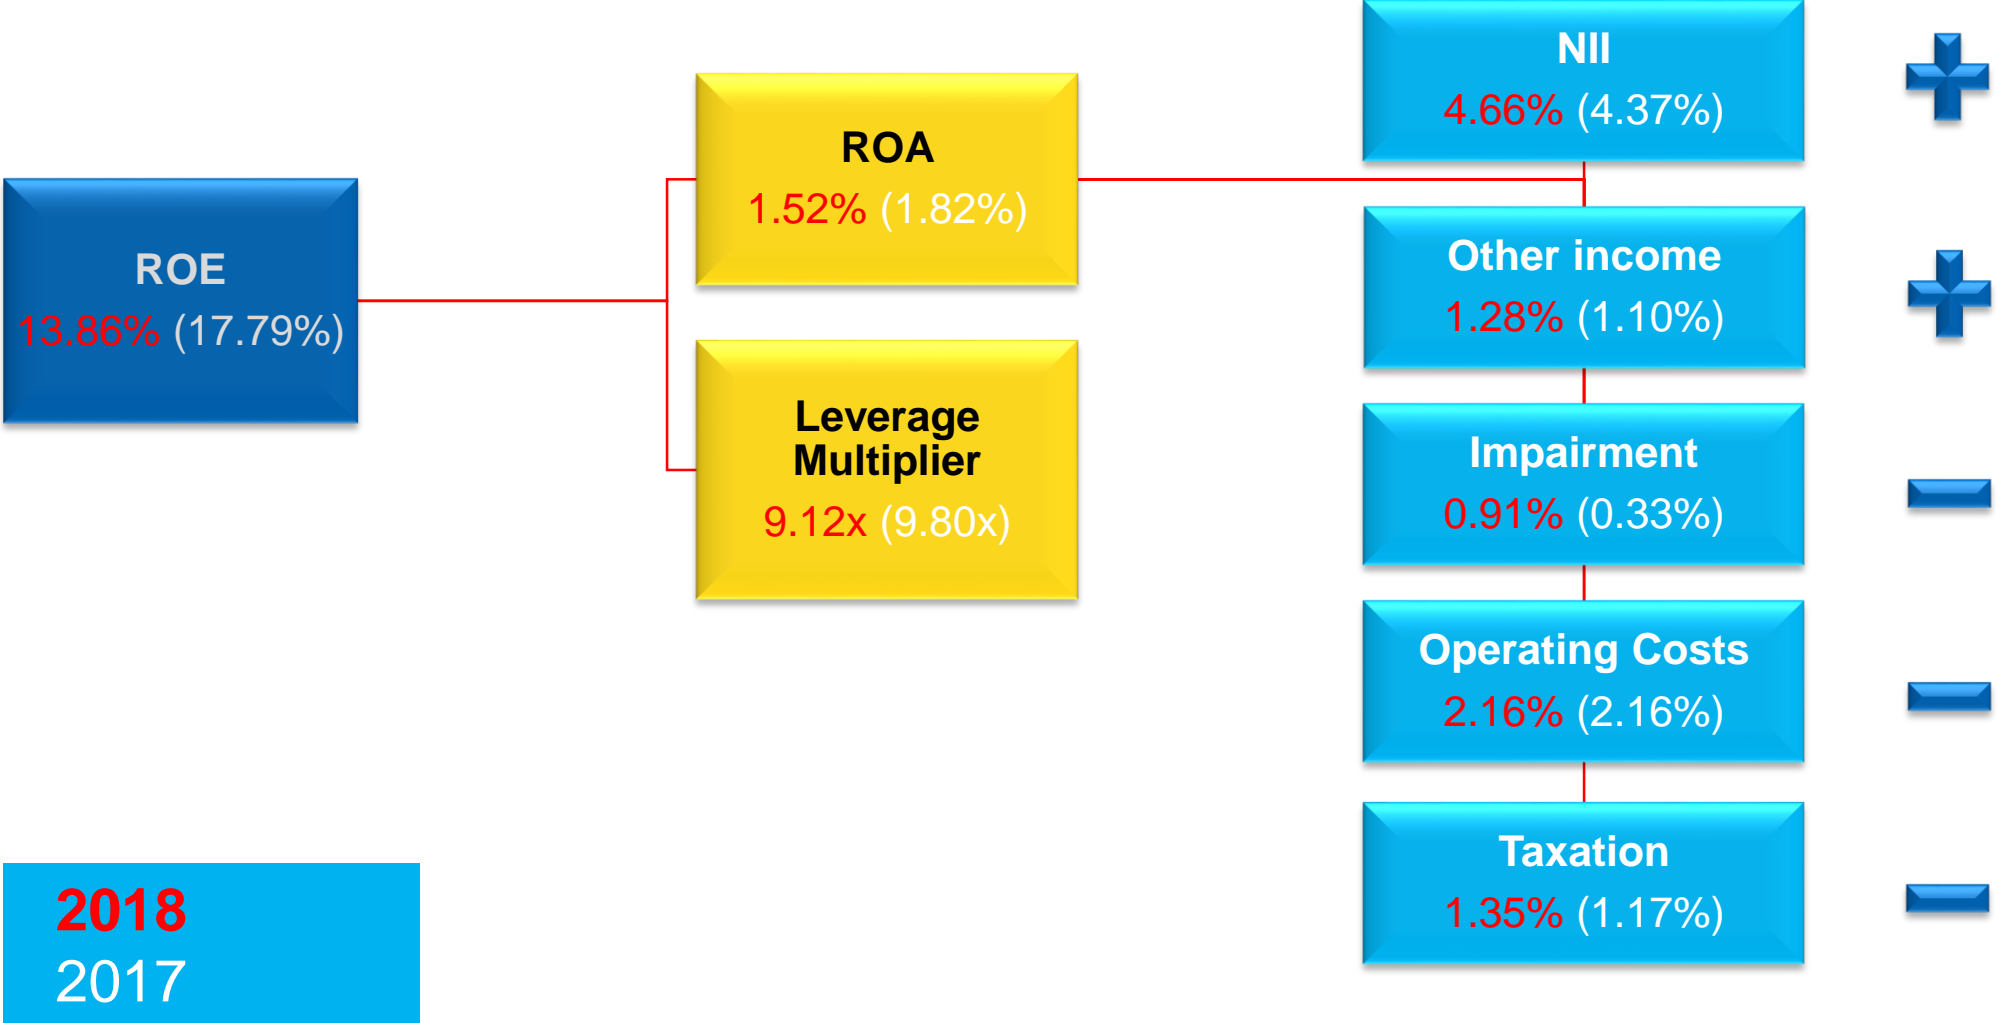 ROE
13.86% (17.79%)
ROA
1.52% (1.82%)
Leverage
Multiplier
9.12x (9.80x)
NII
4.66% (4.37%)
Other income
1.28% (1.10%)
Impairment
0.91% (0.33%)
Operating Costs
2.16% (2.16%)
Taxation
1.35% (1.17%)
2018
2017